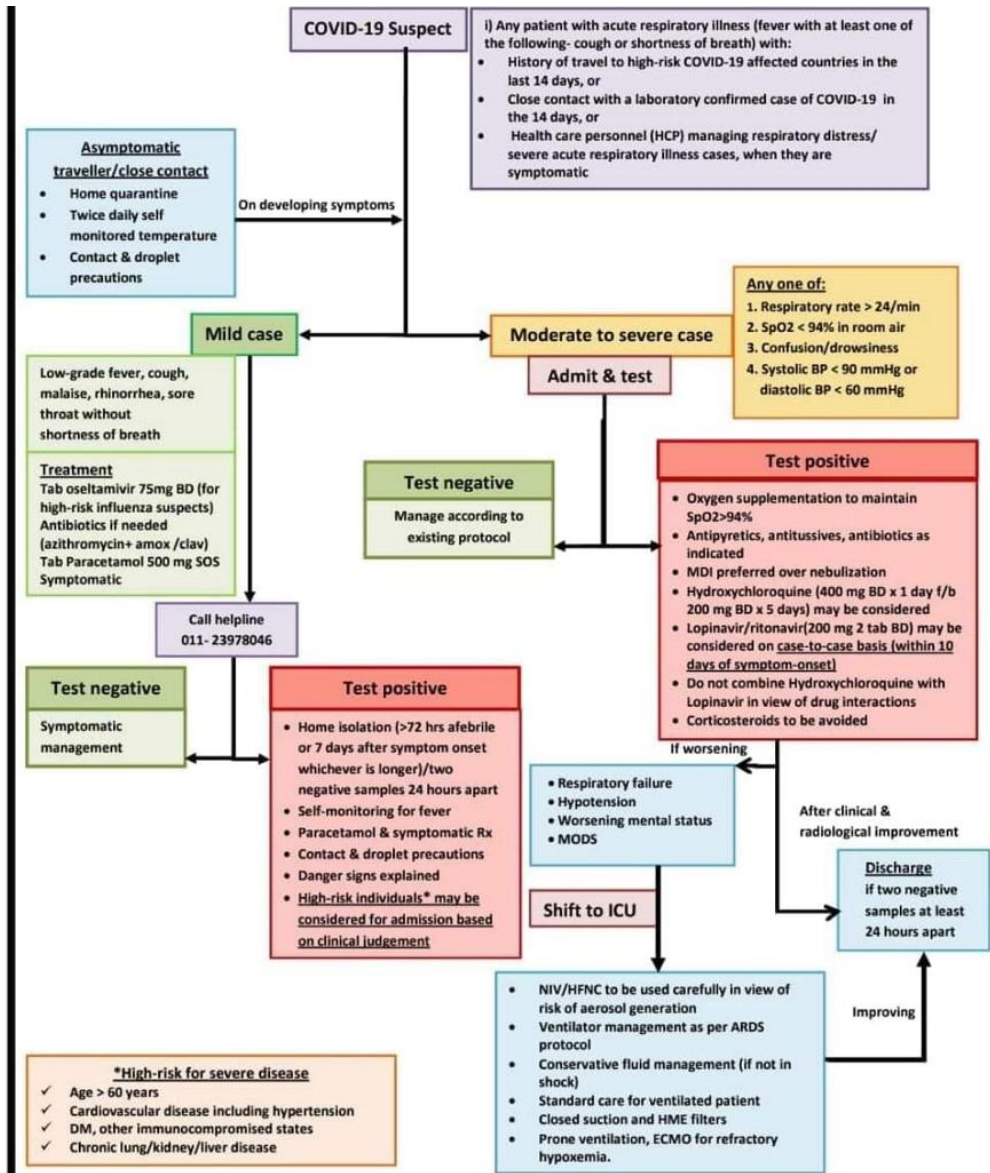 COVID-19 Suspect
i) Any patient with acute respiratory illness (fever with at least one of
the following- cough or shortness of breath) with:
• History of travel to high-risk COVID-19 affected countries in the
last 14 days, or
• Close contact with a laboratory confirmed case of COVID-19 in
the 14 days, or
• Health care personnel (HCP) managing respiratory distress/
severe acute respiratory illness cases, when they are
symptomatic
Asymptomatic
traveller/close contact
• Home quarantine
• Twice daily self
monitored temperature
• Contact & droplet
precautions
On developing symptoms
Mild case
Moderate to severe case
Any one of:
1. Respiratory rate > 24/min
2. SpO2 < 94% in room air
3. Confusion/drowsiness
4. Systolic BP < 90 mmHg or
diastolic BP < 60 mmHg
Admit & test
Low-grade fever, cough,
malaise, rhinorrhea, sore
throat without
shortness of breath
Treatment
Tab oseltamivir 75mg BD (for
high-risk influenza suspects)
Antibiotics if needed
(azithromycin+ amox /clav)
Tab Paracetamol 500 mg SOS
Symptomatic
Test negative
Manage according to
existing protocol
Test positive
• Oxygen supplementation to maintain
SpO2>94%
• Antipyretics, antitussives, antibiotics as
indicated
• MDI preferred over nebulization
• Hydroxychloroquine (400 mg BD x 1 day f/b
200 mg BD x 5 days) may be considered
• Lopinavir/ritonavir(200 mg 2 tab BD) may be
considered on case-to-case basis (within 10
days of symptom-onset)
• Do not combine Hydroxychloroquine with
Lopinavir in view of drug interactions
• Corticosteroids to be avoided
Call helpline
011- 23978046
Test negative
Symptomatic
management
Test positive
• Home isolation (>72 hrs afebrile
or 7 days after symptom onset
whichever is longer)/two
negative samples 24 hours apart
• Self-monitoring for fever
• Paracetamol & symptomatic Rx
• Contact & droplet precautions
• Danger signs explained
• High-risk individuals* may be
considered for admission based
on clinical judgement
If worsening
• Respiratory failure
• Hypotension
• Worsening mental status
• MODS
After clinical &
radiological improvement
Discharge
if two negative
samples at least
24 hours apart
Shift to ICU
• NIV/HFNC to be used carefully in view of
risk of aerosol generation
• Ventilator management as per ARDS
protocol
• Conservative fluid management (if not in
shock)
• Standard care for ventilated patient
• Closed suction and HME filters
• Prone ventilation, ECMO for refractory
hypoxemia.
Improving
*High-risk for severe disease
✓ Age > 60 years
✓ Cardiovascular disease including hypertension
✓ DM, other immunocompromised states
✓ Chronic lung/kidney/liver disease